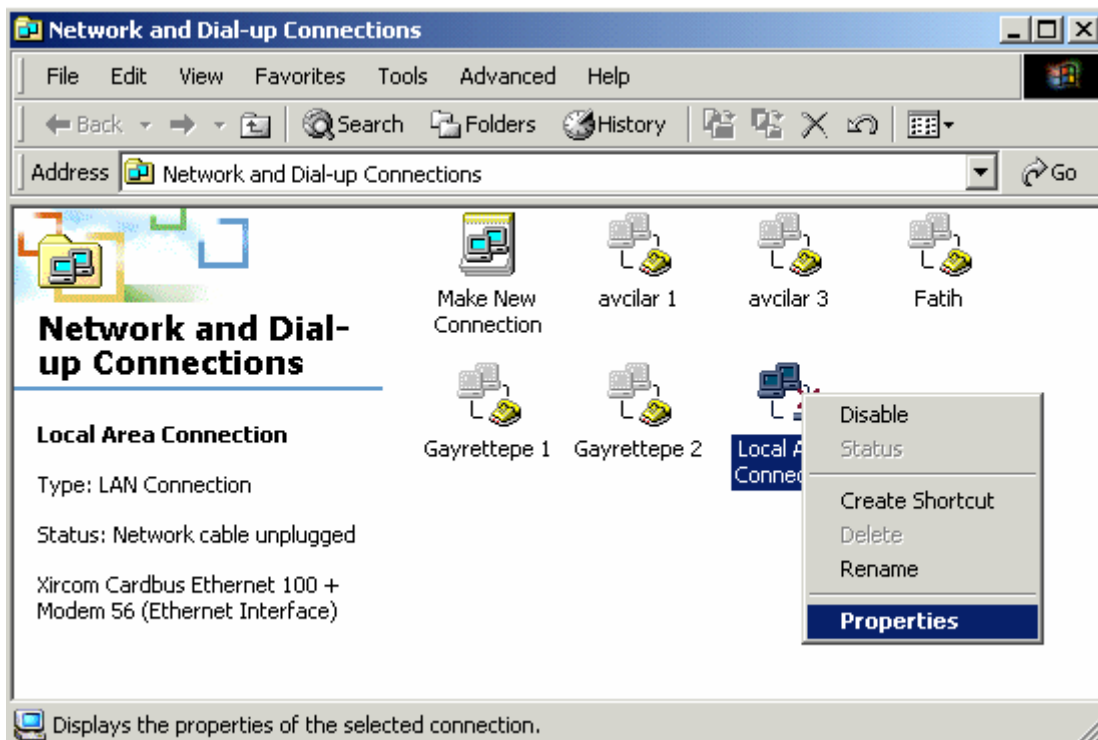 Network and Dial-up Connections
File Edit View Favorites Tools Advanced Help
Back Search Folders History
Address Network and Dial-up Connections Go
Network and Dial-
up Connections
Local Area Connection
Type: LAN Connection
Status: Network cable unplugged
Xircom Cardbus Ethernet 100 +
Modem 56 (Ethernet Interface)
Make New
Connection
avcilar 1
avcilar 3
Fatih
Gayrettepe 1
Gayrettepe 2
Local
Disable
Status
Create Shortcut
Delete
Rename
Properties
Displays the properties of the selected connection.